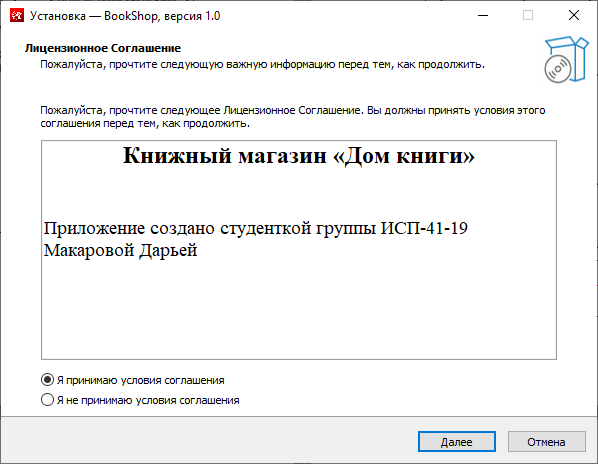 Установка — BookShop, версия 1.0
Лицензионное Соглашение
Пожалуйста, прочтите следующую важную информацию перед тем, как продолжить.
Пожалуйста, прочтите следующее Лицензионное Соглашение. Вы должны принять условия этого
соглашения перед тем, как продолжить.
Книжный магазин «Дом книги»
Приложение создано студенткой группы ИСП-41-19
Макаровой Дарьей
Я принимаю условия соглашения
Я не принимаю условия соглашения
Далее
Отмена